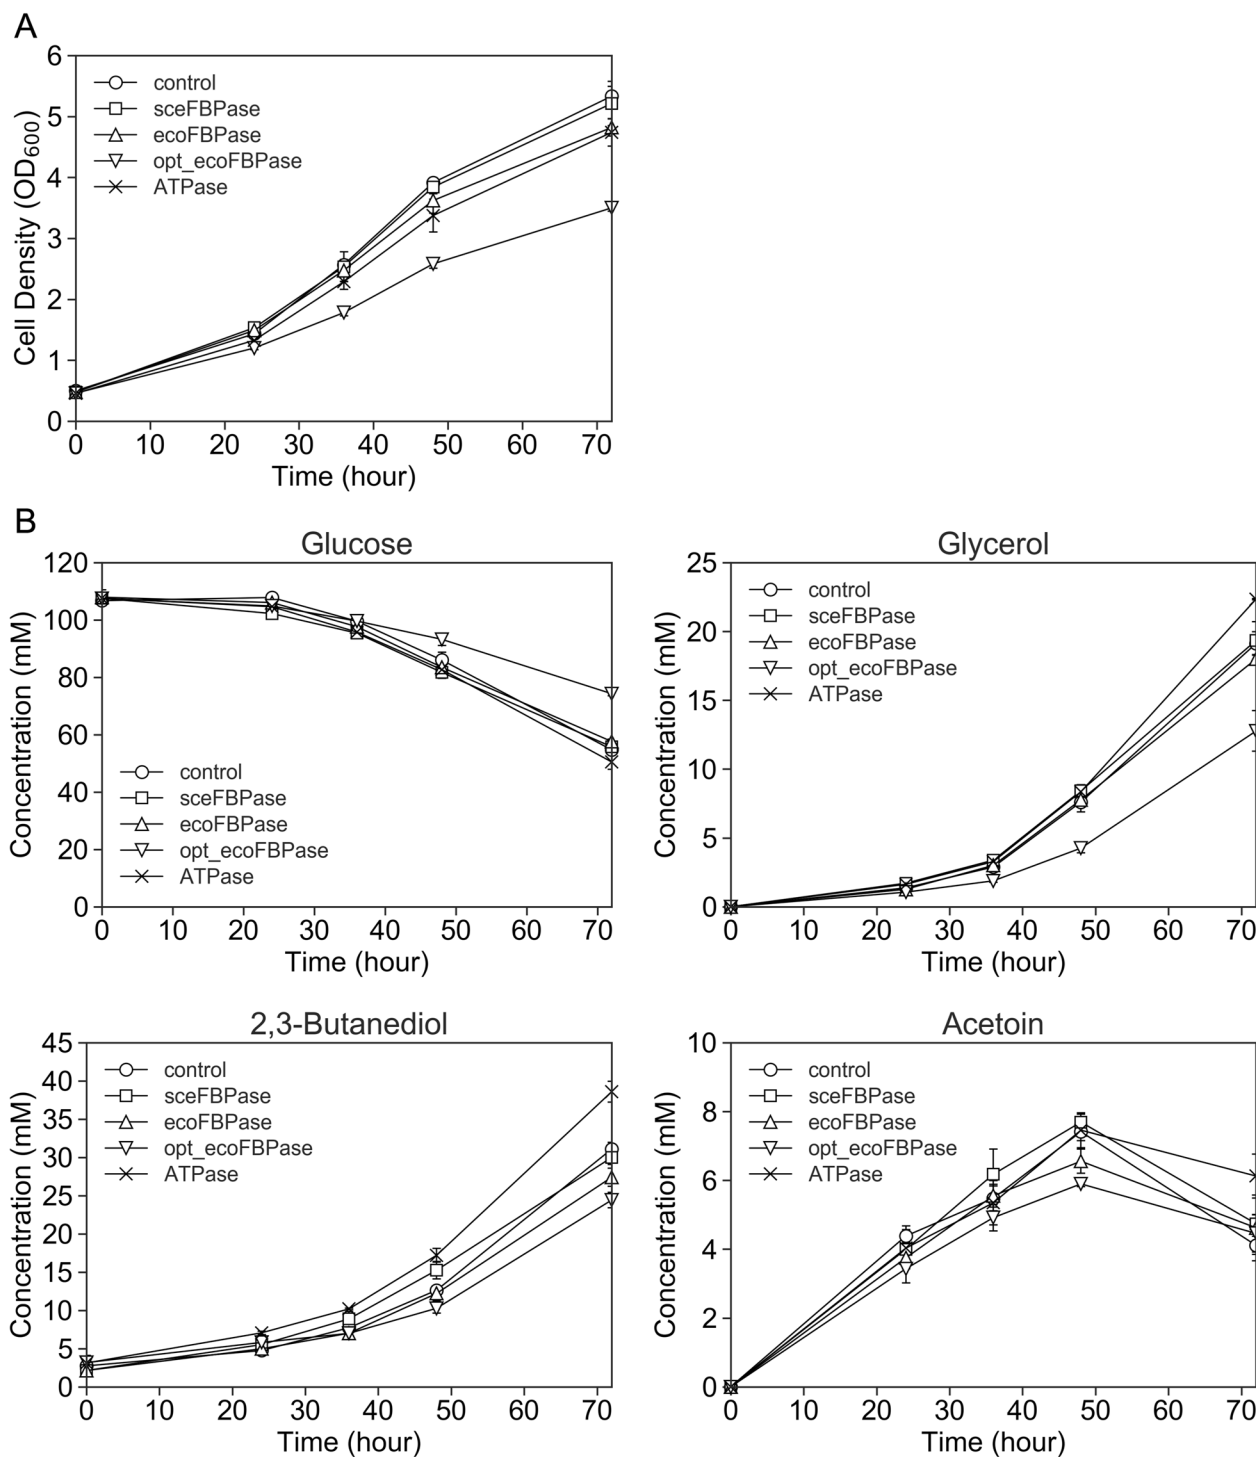 A
Cell Density (OD600)
6
5
4
3
2
1
0
control
sceFBPase
ecoFBPase
opt_ecoFBPase
ATPase
0 10 20 30 40 50 60 70
Time (hour)
B
Glucose
Concentration (mM)
120
100
80
60
40
20
0
control
sceFBPase
ecoFBPase
opt_ecoFBPase
ATPase
0 10 20 30 40 50 60 70
Time (hour)
Glycerol
Concentration (mM)
25
20
15
10
5
0
control
sceFBPase
ecoFBPase
opt_ecoFBPase
ATPase
0 10 20 30 40 50 60 70
Time (hour)
2,3-Butanediol
Concentration (mM)
45
40
35
30
25
20
15
10
5
0
control
sceFBPase
ecoFBPase
opt_ecoFBPase
ATPase
0 10 20 30 40 50 60 70
Time (hour)
Acetoin
Concentration (mM)
10
8
6
4
2
0
control
sceFBPase
ecoFBPase
opt_ecoFBPase
ATPase
0 10 20 30 40 50 60 70
Time (hour)